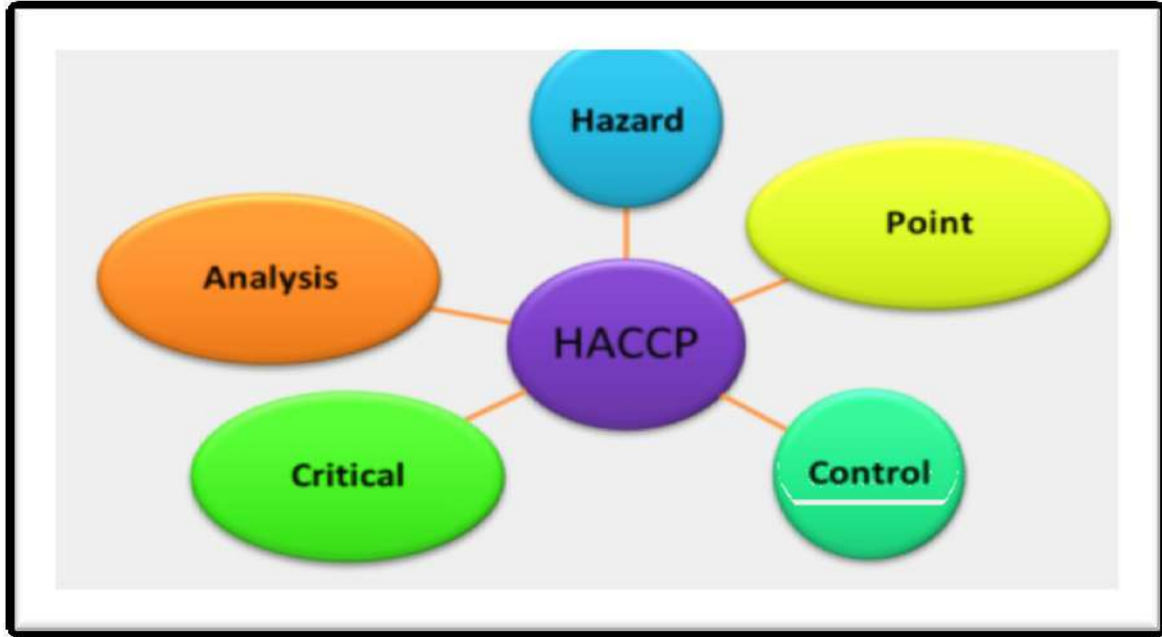 Hazard
Point
Analysis
HACCP
Critical
Control